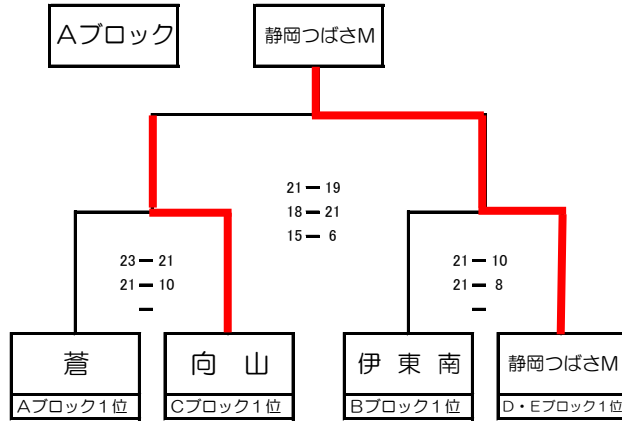 Aブロック
静岡つばさM
21 ー 19
18 ー 21
15 ー 6
23 ー 21
21 ー 10
ー
21 ー 10
21 ー 8
ー
蒼
Aブロック1位
向 山
Cブロック1位
伊 東 南
Bブロック1位
静岡つばさM
D・Eブロック1位